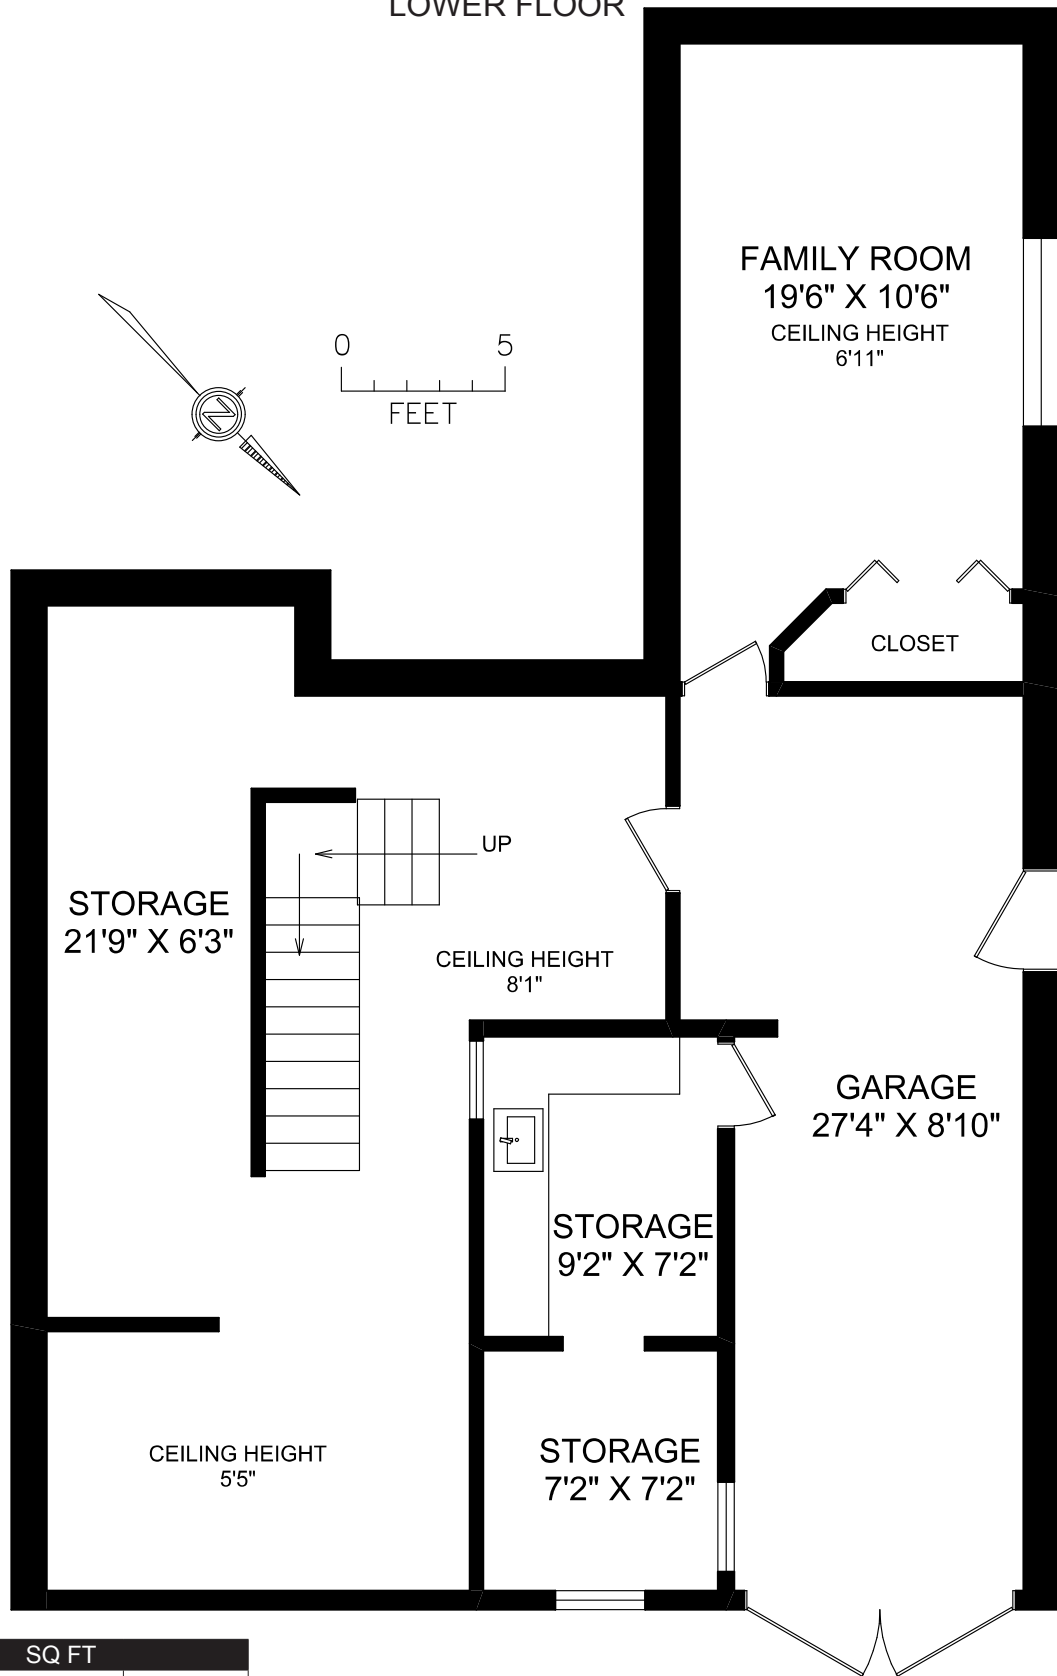 LOWER FLOOR
FAMILY ROOM
19'6" X 10'6"
CEILING HEIGHT
6'11"
0 5
FEET
N
CLOSET
UP
STORAGE
21'9" X 6'3"
CEILING HEIGHT
8'1"
GARAGE
27'4" X 8'10"
STORAGE
9'2" X 7'2"
CEILING HEIGHT
5'5"
STORAGE
7'2" X 7'2"
SQ FT